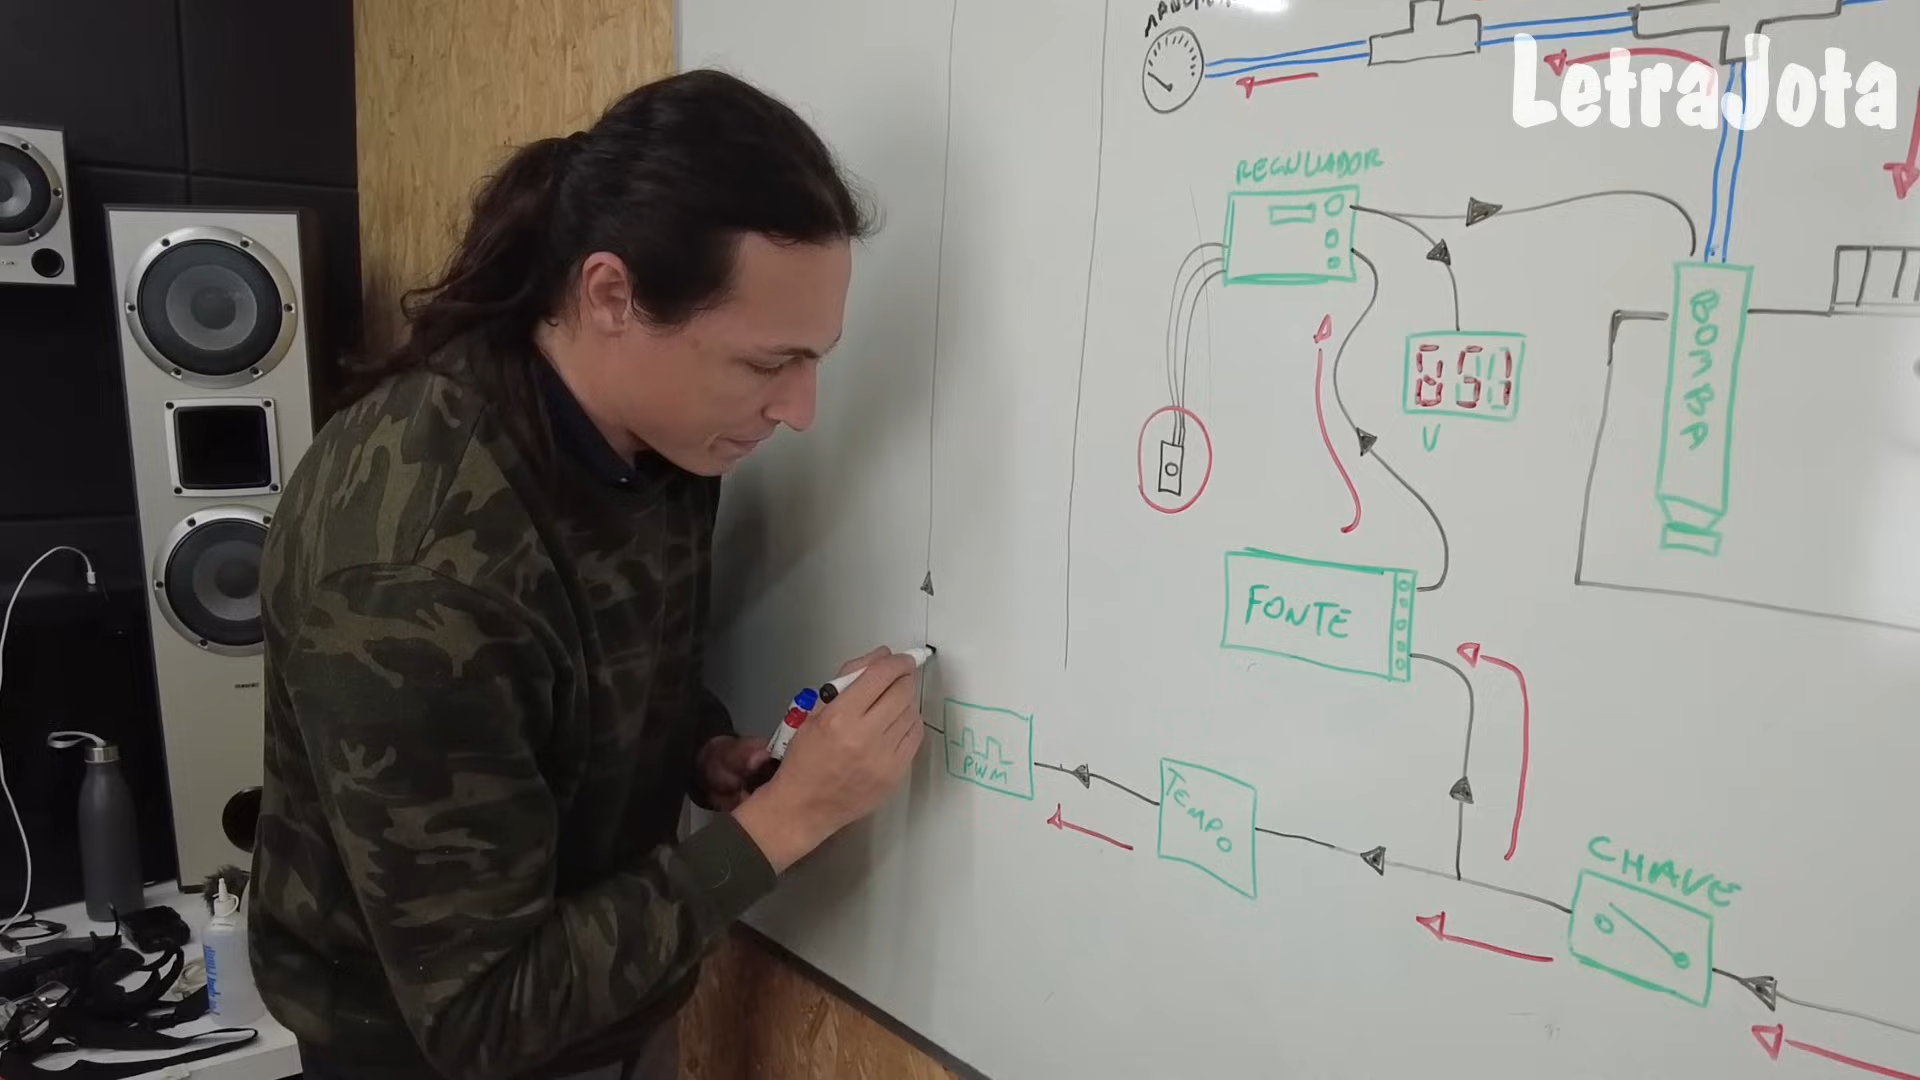 LetraJota
REGULADOR
BOMBA
V
FONTE
PWM
TEMPO
CHAVE